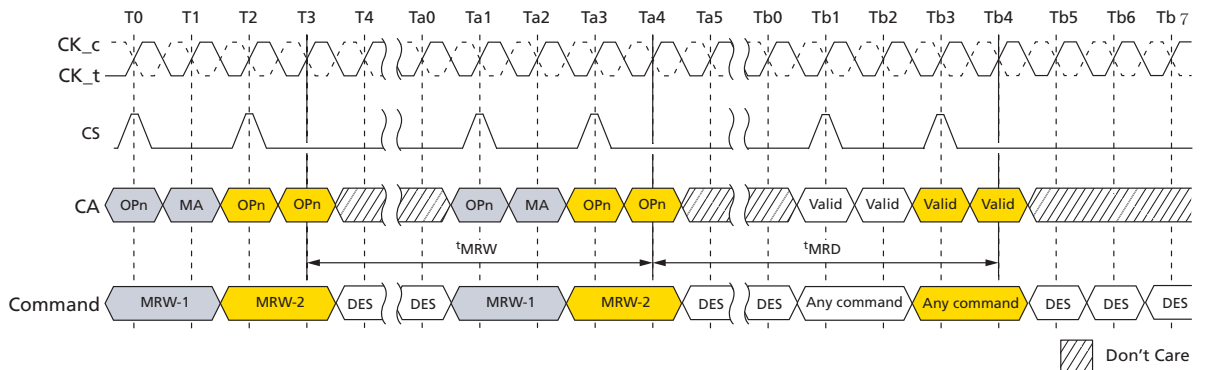 T0 T1 T2 T3 T4 Ta0 Ta1 Ta2 Ta3 Ta4 Ta5 Tb0 Tb1 Tb2 Tb3 Tb4 Tb5 Tb6 Tb 7
CK_c
CK_t
CS
CA OPn MA OPn OPn OPn MA OPn OPn Valid Valid Valid Valid
tMRW tMRD
Command MRW-1 MRW-2 DES DES MRW-1 MRW-2 DES DES Any command Any command DES DES DES
Don't Care